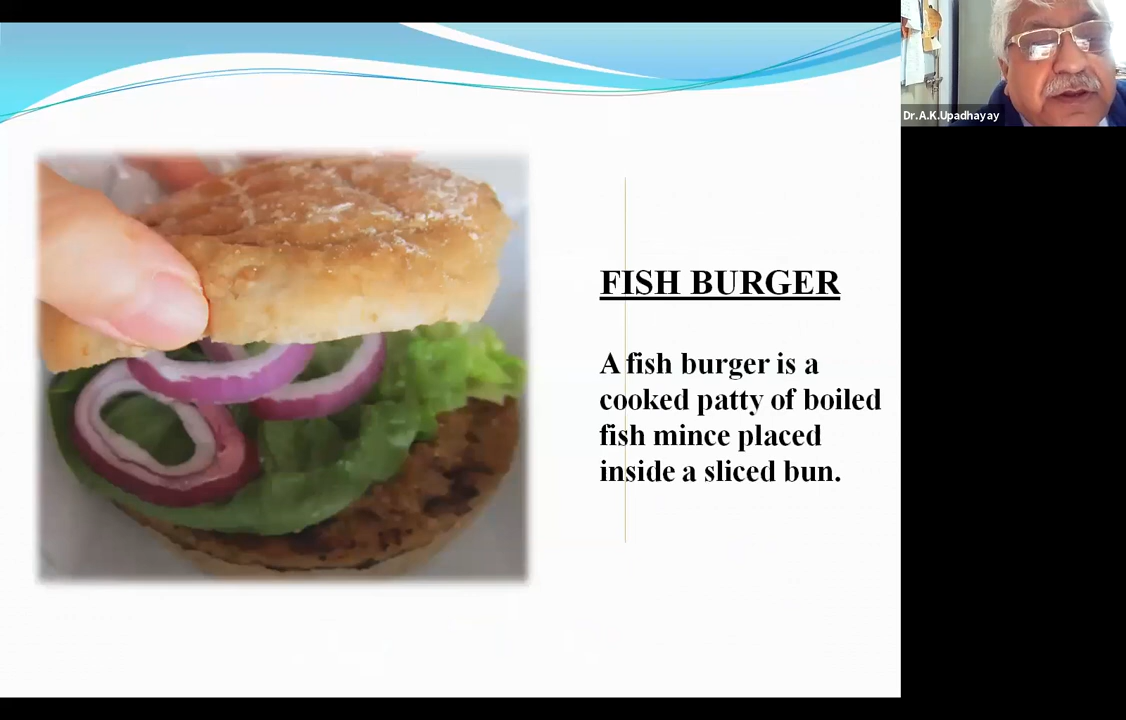 Dr.A.K.Upadhayay
FISH BURGER
A fish burger is a
cooked patty of boiled
fish mince placed
inside a sliced bun.